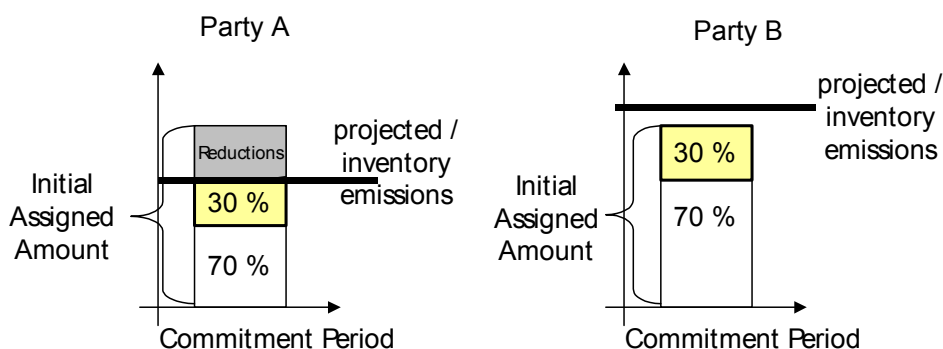 Party A
projected /
inventory
emissions
Reductions
30 %
70 %
Initial
Assigned
Amount
Commitment Period
Party B
projected /
inventory
emissions
30 %
70 %
Initial
Assigned
Amount
Commitment Period